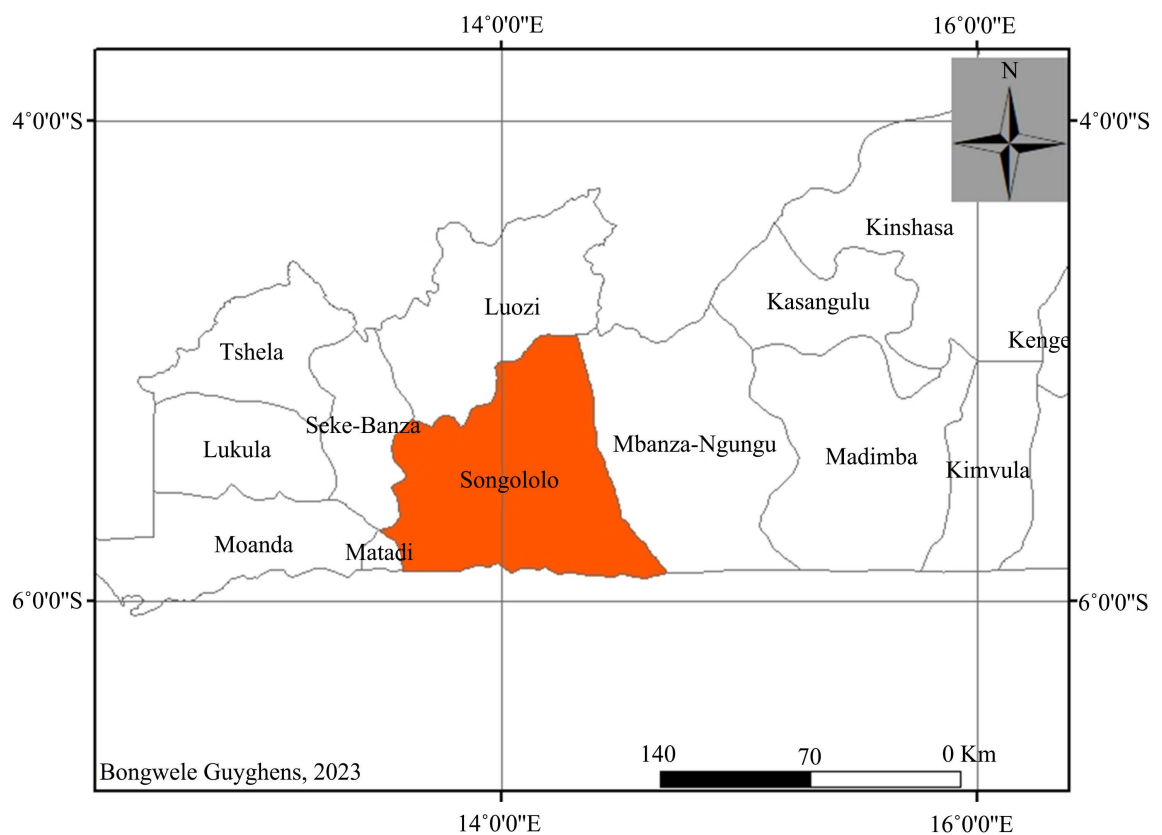 14˚0'0"E
16˚0'0"E
N
4˚0'0"S
4˚0'0"S
Kinshasa
Kasangulu
Luozi
Kenge
Tshela
Seke-Banza
Mbanza-Ngungu
Lukula
Madimba
Kimvula
Songololo
Moanda
Matadi
6˚0'0"S
6˚0'0"S
140 70 0 Km
Bongwele Guyghens, 2023
14˚0'0"E
16˚0'0"E